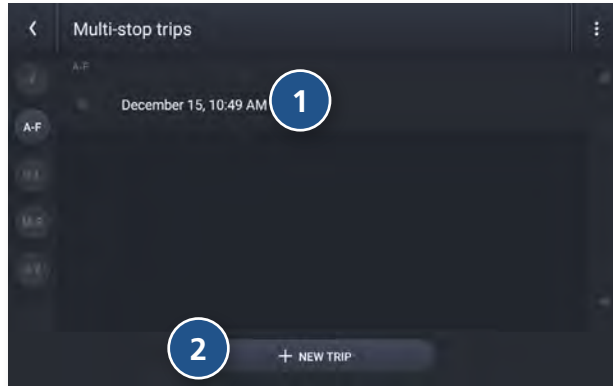 Multi-stop trips
A-F
December 15, 10:49 AM
1
A-F
2
+ NEW TRIP